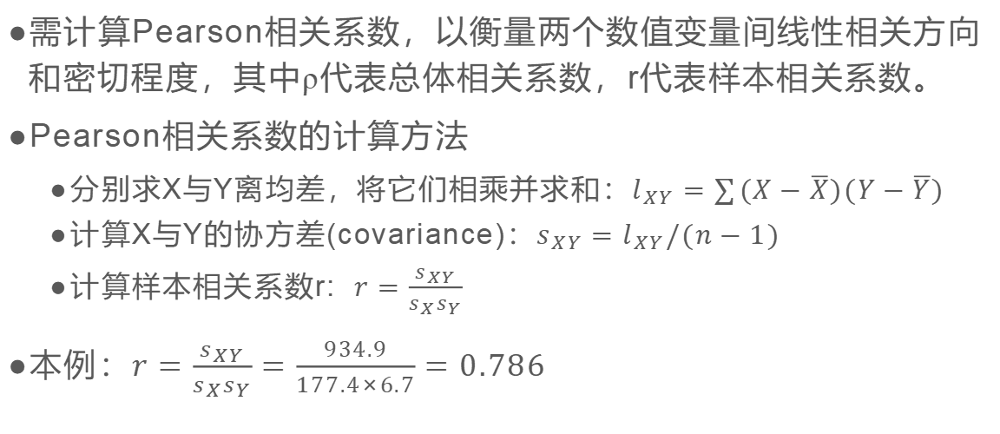 ●需计算Pearson相关系数，以衡量两个数值变量间线性相关方向
和密切程度，其中ρ代表总体相关系数，r代表样本相关系数。
●Pearson相关系数的计算方法
●分别求X与Y离均差，将它们相乘并求和：l_{XY} = ∑(X − X̅)(Y − Y̅)
●计算X与Y的协方差(covariance)：s_{XY} = l_{XY}/(n − 1)
●计算样本相关系数r: r = \frac{s_{XY}}{s_X s_Y}
●本例：r = \frac{s_{XY}}{s_X s_Y} = \frac{934.9}{177.4×6.7} = 0.786